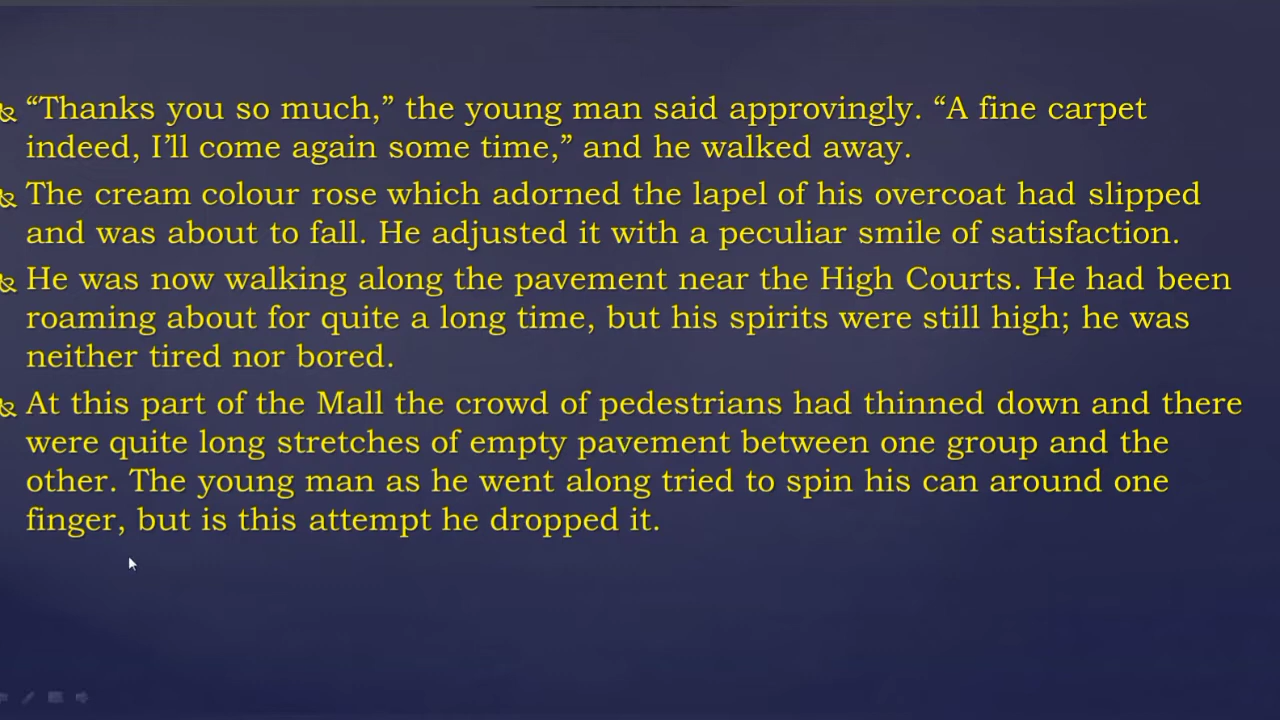 “Thanks you so much,” the young man said approvingly. “A fine carpet
indeed, I’ll come again some time,” and he walked away.
The cream colour rose which adorned the lapel of his overcoat had slipped
and was about to fall. He adjusted it with a peculiar smile of satisfaction.
He was now walking along the pavement near the High Courts. He had been
roaming about for quite a long time, but his spirits were still high; he was
neither tired nor bored.
At this part of the Mall the crowd of pedestrians had thinned down and there
were quite long stretches of empty pavement between one group and the
other. The young man as he went along tried to spin his can around one
finger, but is this attempt he dropped it.